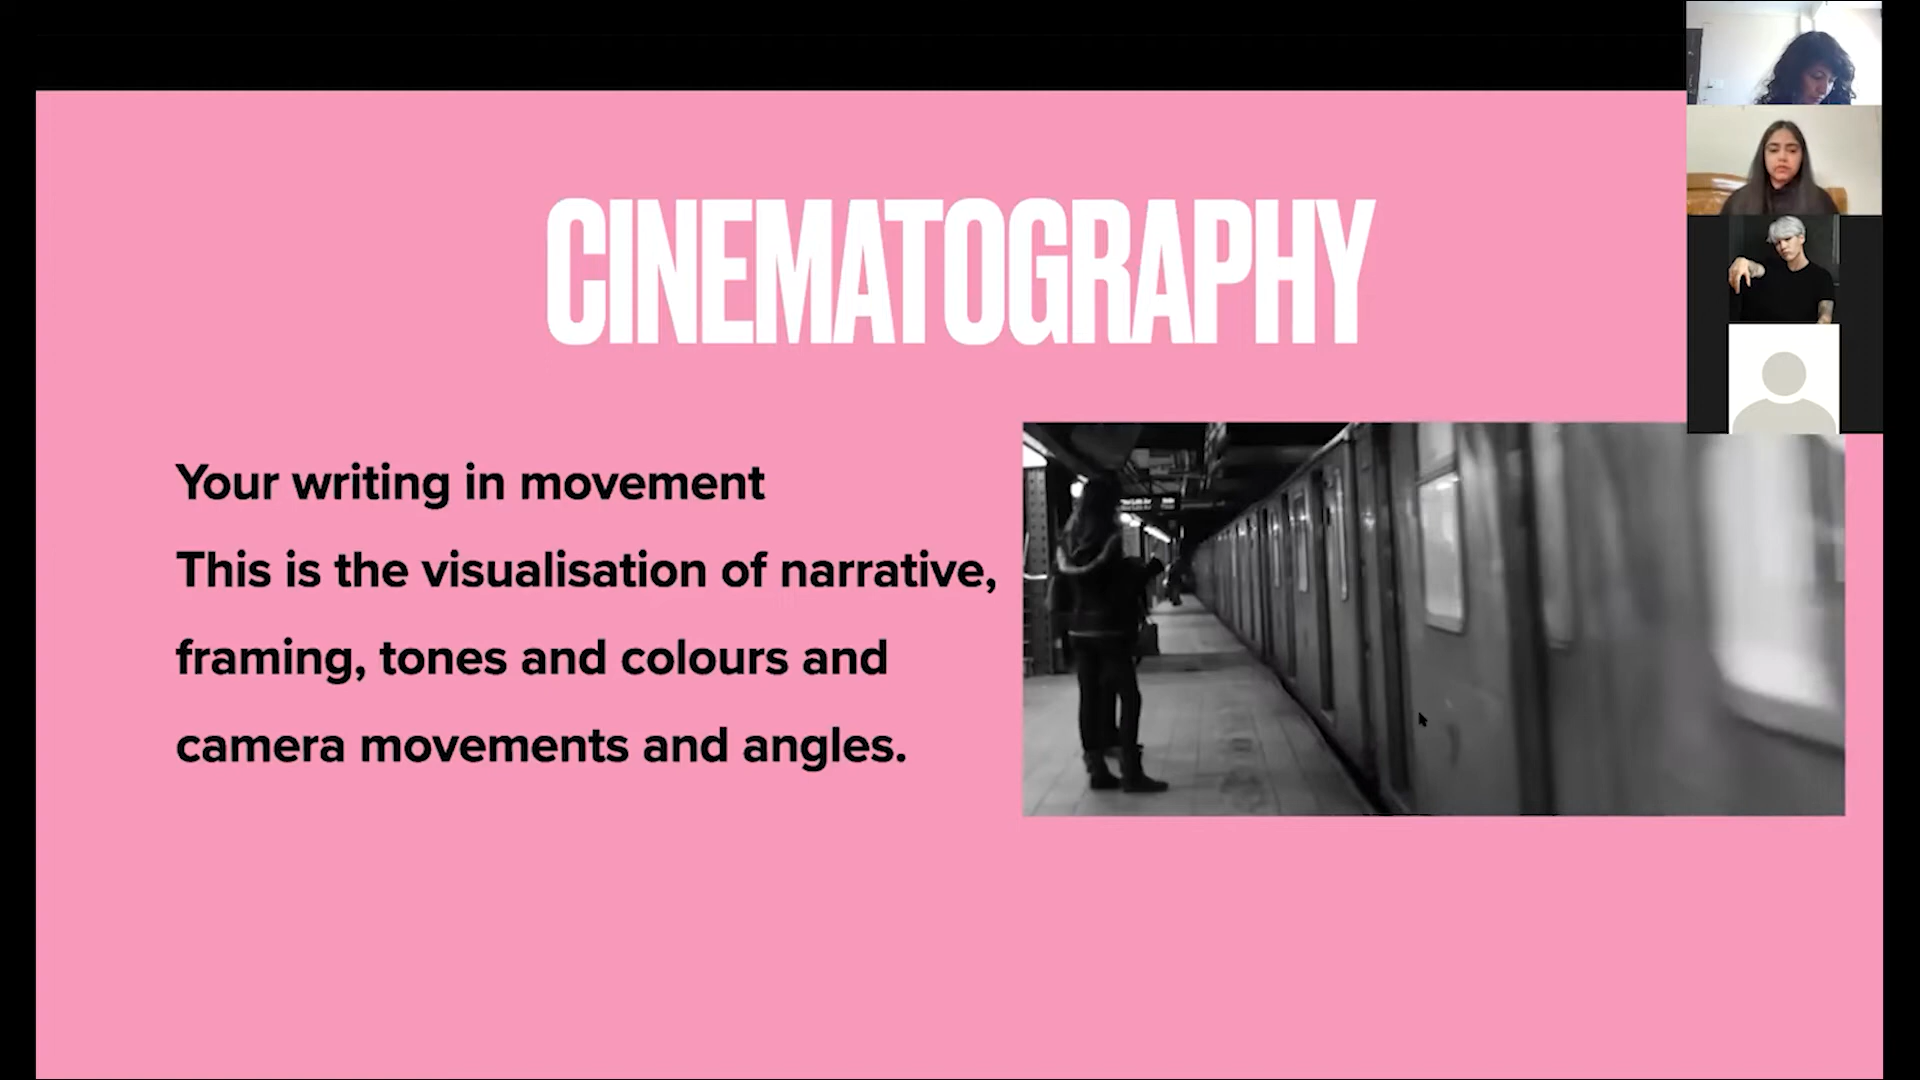 CINEMATOGRAPHY
Your writing in movement
This is the visualisation of narrative,
framing, tones and colours and
camera movements and angles.